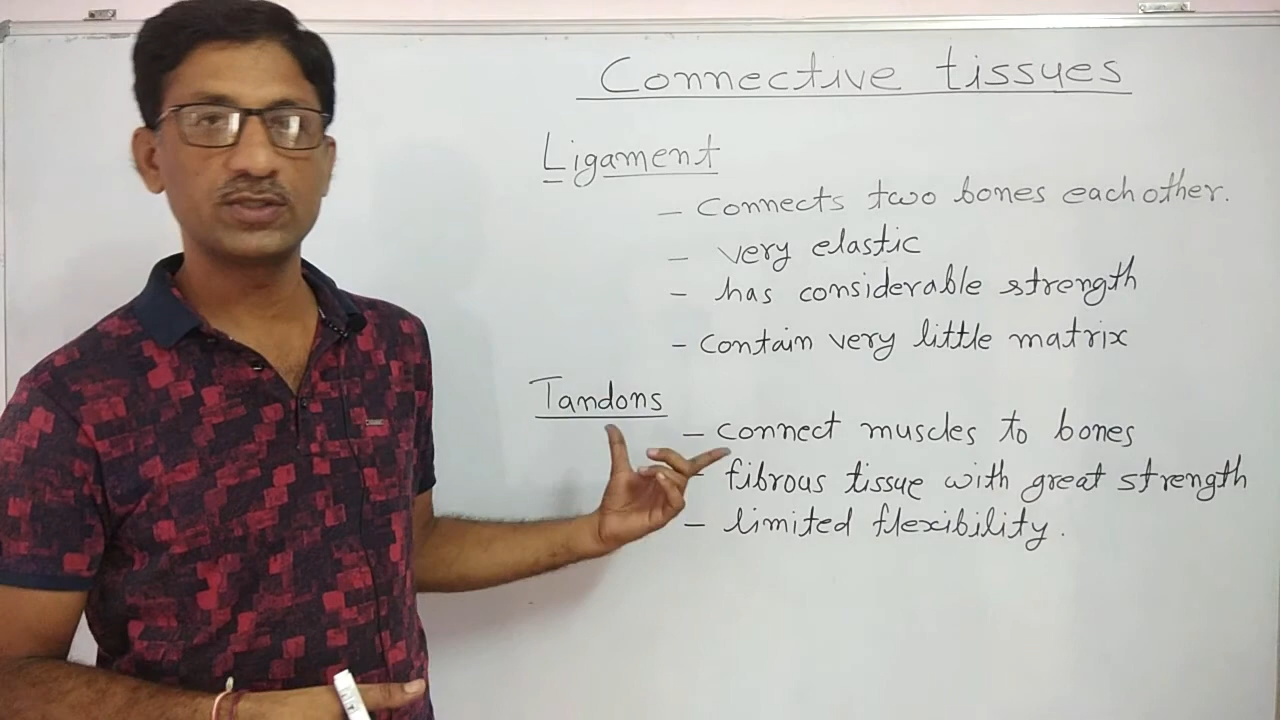 Connective tissues
Ligament
- Connects two bones each other.
- very elastic
- has considerable strength
- contain very little matrix
Tandons
- connect muscles to bones
- fibrous tissue with great strength
- limited flexibility.